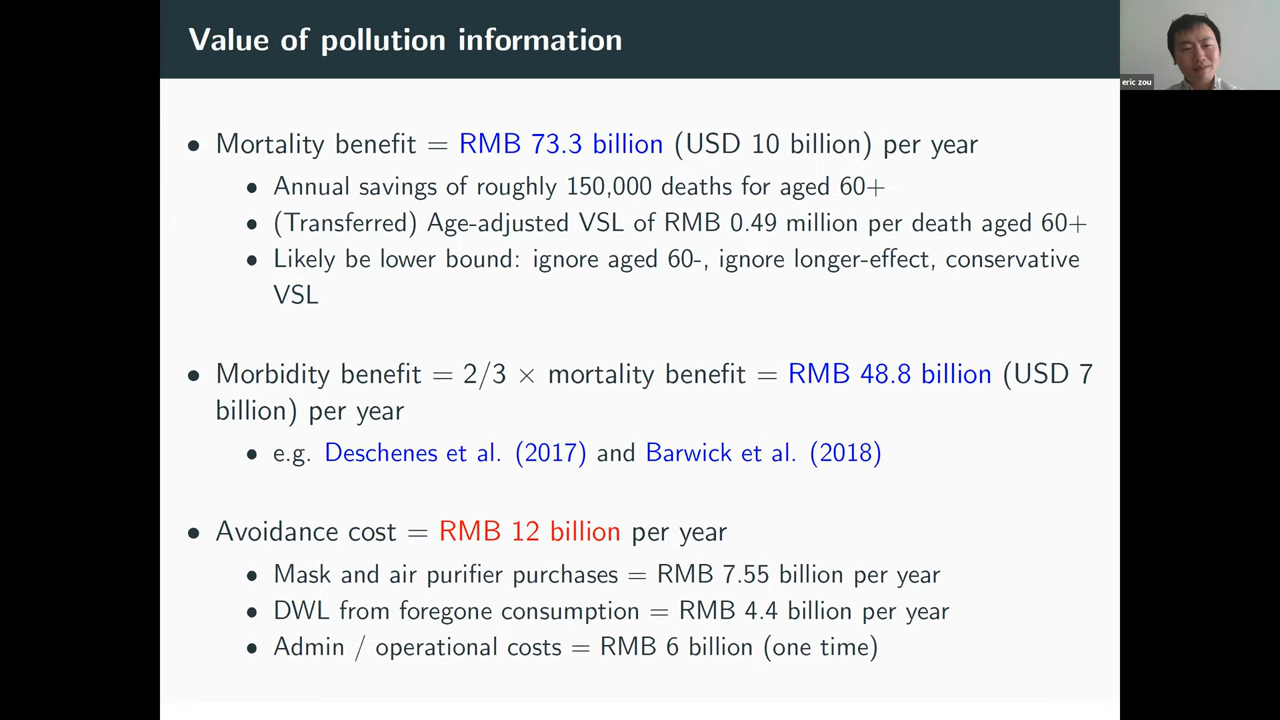 Value of pollution information
eric zou
• Mortality benefit = RMB 73.3 billion (USD 10 billion) per year
• Annual savings of roughly 150,000 deaths for aged 60+
• (Transferred) Age-adjusted VSL of RMB 0.49 million per death aged 60+
• Likely be lower bound: ignore aged 60-, ignore longer-effect, conservative
VSL
• Morbidity benefit = 2/3 × mortality benefit = RMB 48.8 billion (USD 7
billion) per year
• e.g. Deschenes et al. (2017) and Barwick et al. (2018)
• Avoidance cost = RMB 12 billion per year
• Mask and air purifier purchases = RMB 7.55 billion per year
• DWL from foregone consumption = RMB 4.4 billion per year
• Admin / operational costs = RMB 6 billion (one time)